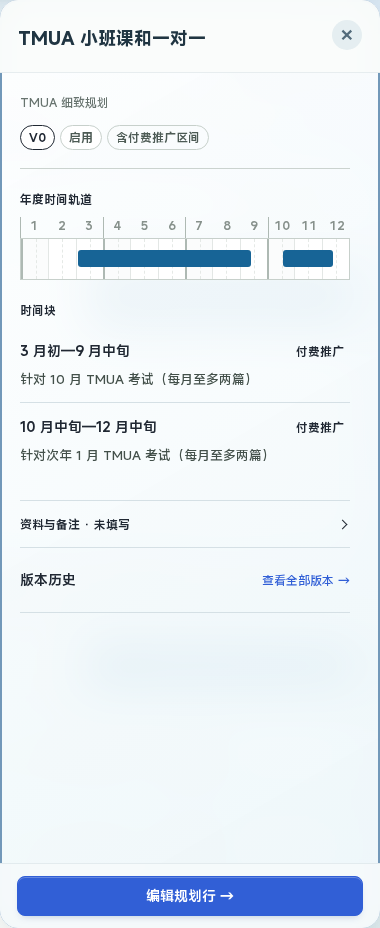 TMUA 小班课和一对一
TMUA 细致规划
V0 启用 含付费推广区间
年度时间轨道
1 2 3 4 5 6 7 8 9 10 11 12
时间块
3 月初—9 月中旬 付费推广
针对 10 月 TMUA 考试（每月至多两篇）
10 月中旬—12 月中旬 付费推广
针对次年 1 月 TMUA 考试（每月至多两篇）
资料与备注 · 未填写
版本历史 查看全部版本 →
编辑规划行 →